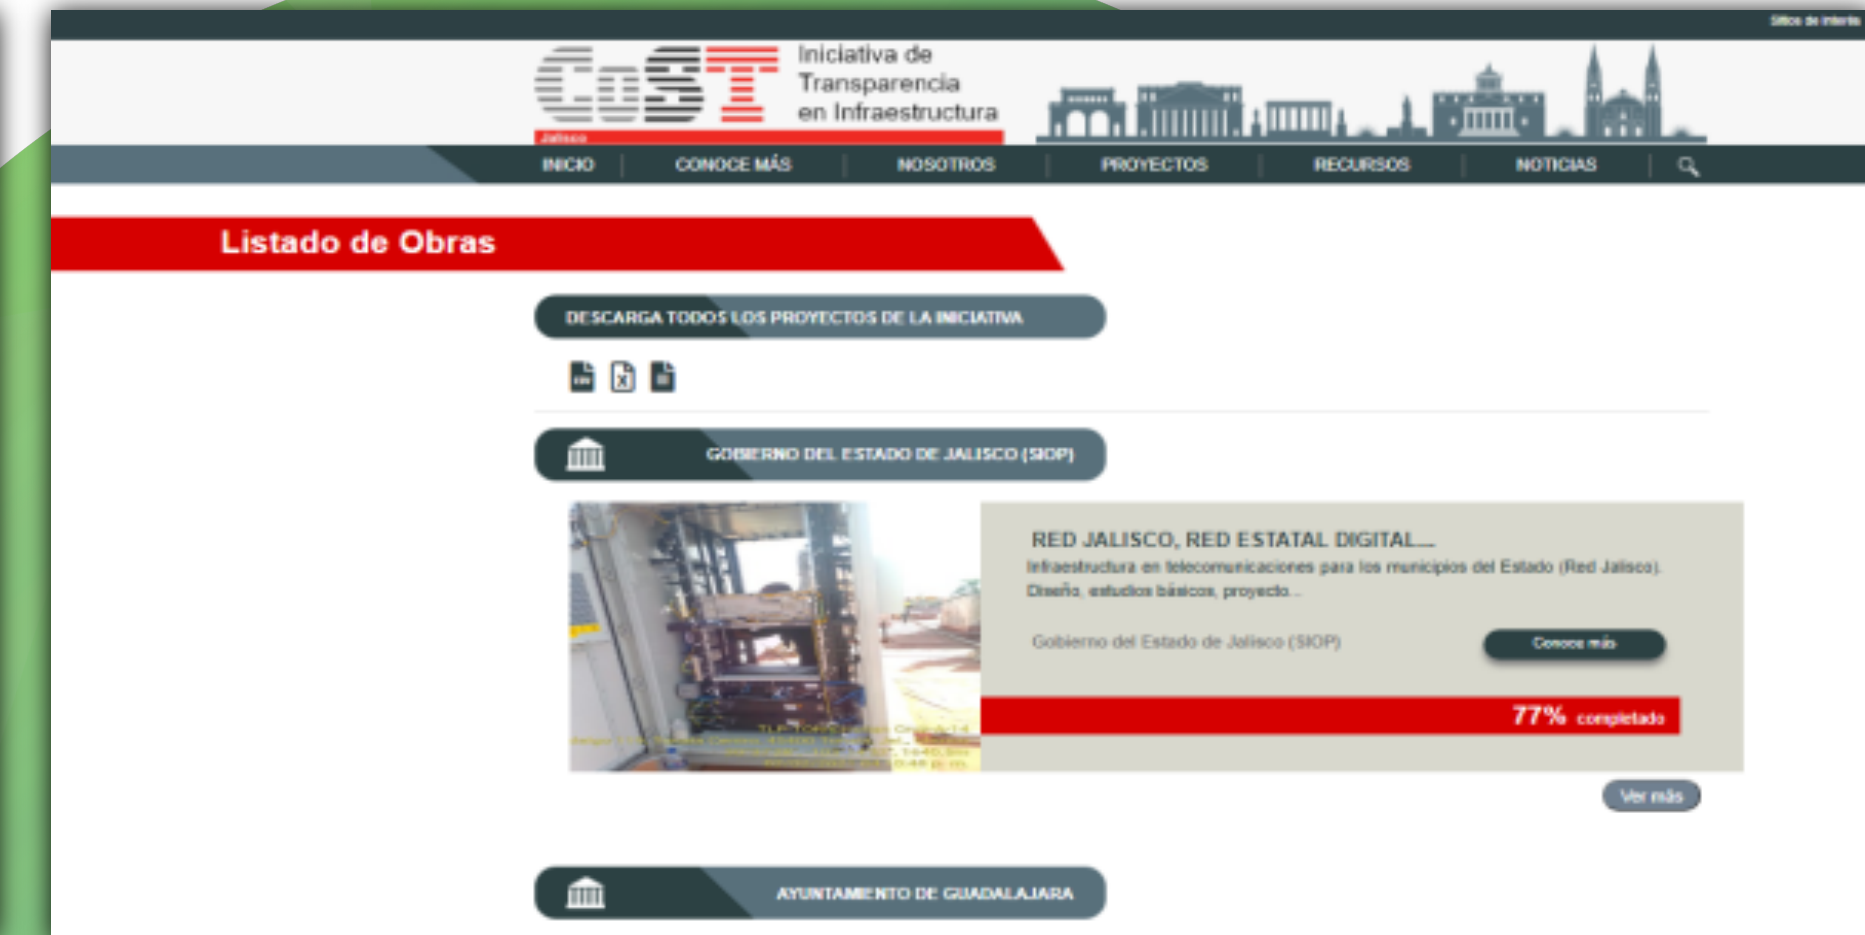 Sitios de interés
CoST
Iniciativa de
Transparencia
en Infraestructura
Jalisco
INICIO
CONOCE MÁS
NOSOTROS
PROYECTOS
RECURSOS
NOTICIAS
Listado de Obras
DESCARGA TODOS LOS PROYECTOS DE LA INICIATIVA
CSV
X
GOBIERNO DEL ESTADO DE JALISCO (SIOP)
RED JALISCO, RED ESTATAL DIGITAL...
Infraestructura en telecomunicaciones para los municipios del Estado (Red Jalisco).
Diseño, estudios básicos, proyecto...
Gobierno del Estado de Jalisco (SIOP)
Conoce más
77% completado
Ver más
AYUNTAMIENTO DE GUADALAJARA